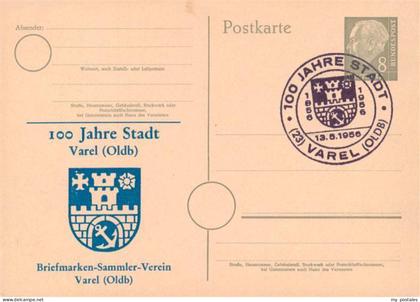 Absender:
Wohnort, auch Zustell- oder Leitpostamt
Straße, Hausnummer, Gebäudeteil, Stockwerk oder
Postschließfachnummer,
bei Untermietern auch Name des Vermieters
100 Jahre Stadt
Varel (Oldb)
Briefmarken-Sammler-Verein
Varel (Oldb)
Postkarte
8
BUNDESPOST
100 JAHRE STADT
1856
1956
13.5.1956
(23) VAREL (OLDB)
Straße, Hausnummer, Gebäudeteil, Stockwerk oder Postschließfachnummer,
bei Untermietern auch Name des Vermieters